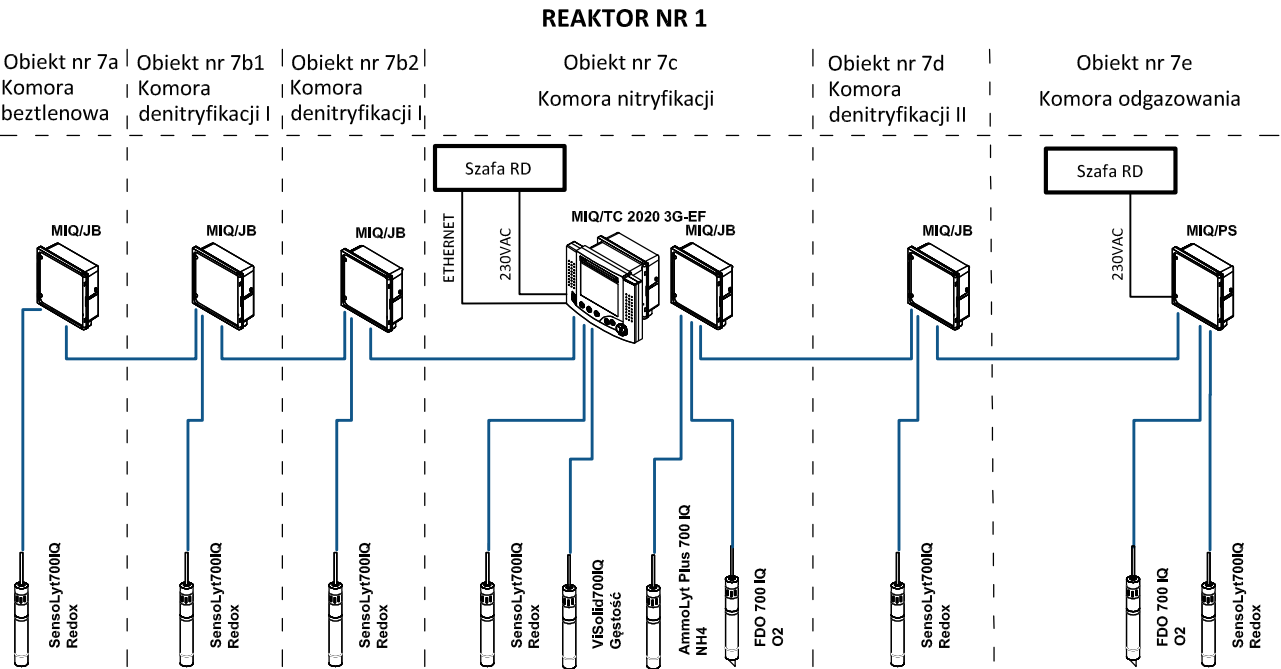 REAKTOR NR 1
Obiekt nr 7a
Komora
beztlenowa
Obiekt nr 7b1
Komora
denitryfikacji I
Obiekt nr 7b2
Komora
denitryfikacji I
Obiekt nr 7c
Komora nitryfikacji
Obiekt nr 7d
Komora
denitryfikacji II
Obiekt nr 7e
Komora odgazowania
Szafa RD
Szafa RD
ETHERNET
230VAC
230VAC
MIQ/JB
MIQ/JB
MIQ/JB
MIQ/TC 2020 3G-EF
MIQ/JB
MIQ/JB
MIQ/PS
SensoLyt700IQ
Redox
SensoLyt700IQ
Redox
SensoLyt700IQ
Redox
SensoLyt700IQ
Redox
ViSolid700IQ
Gęstość
AmmoLyt Plus 700 IQ
NH4
FDO 700 IQ
O2
SensoLyt700IQ
Redox
FDO 700 IQ
O2
SensoLyt700IQ
Redox